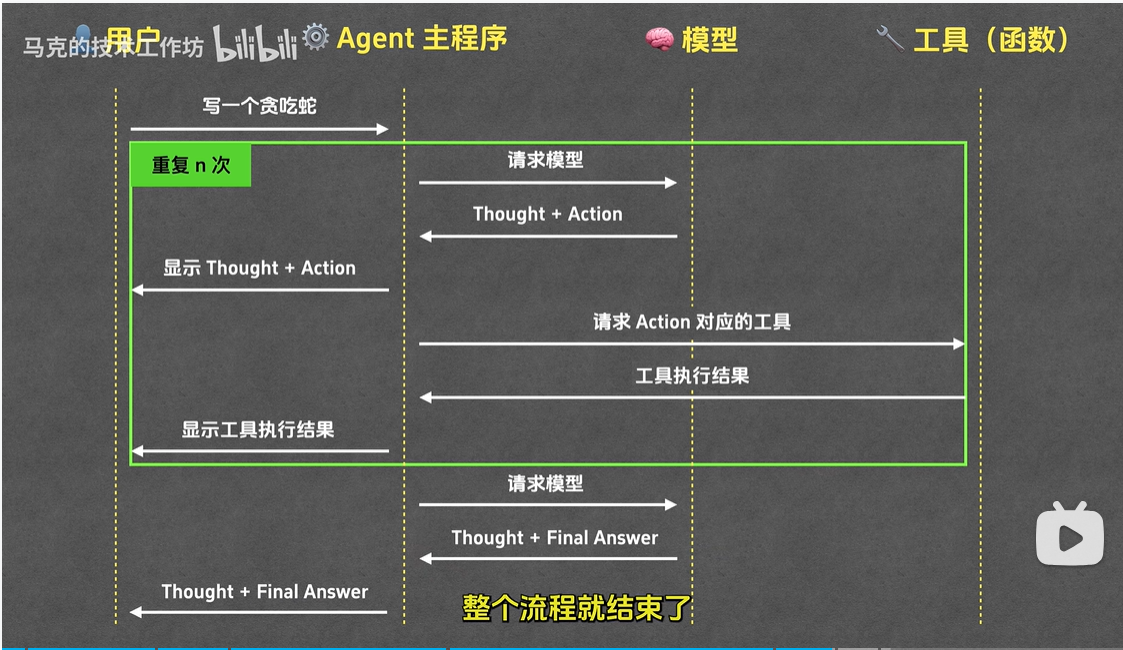 马克的技术工作坊 bilibili
用户
Agent 主程序
模型
工具（函数）
写一个贪吃蛇
重复 n 次
请求模型
Thought + Action
显示 Thought + Action
请求 Action 对应的工具
工具执行结果
显示工具执行结果
请求模型
Thought + Final Answer
Thought + Final Answer
整个流程就结束了